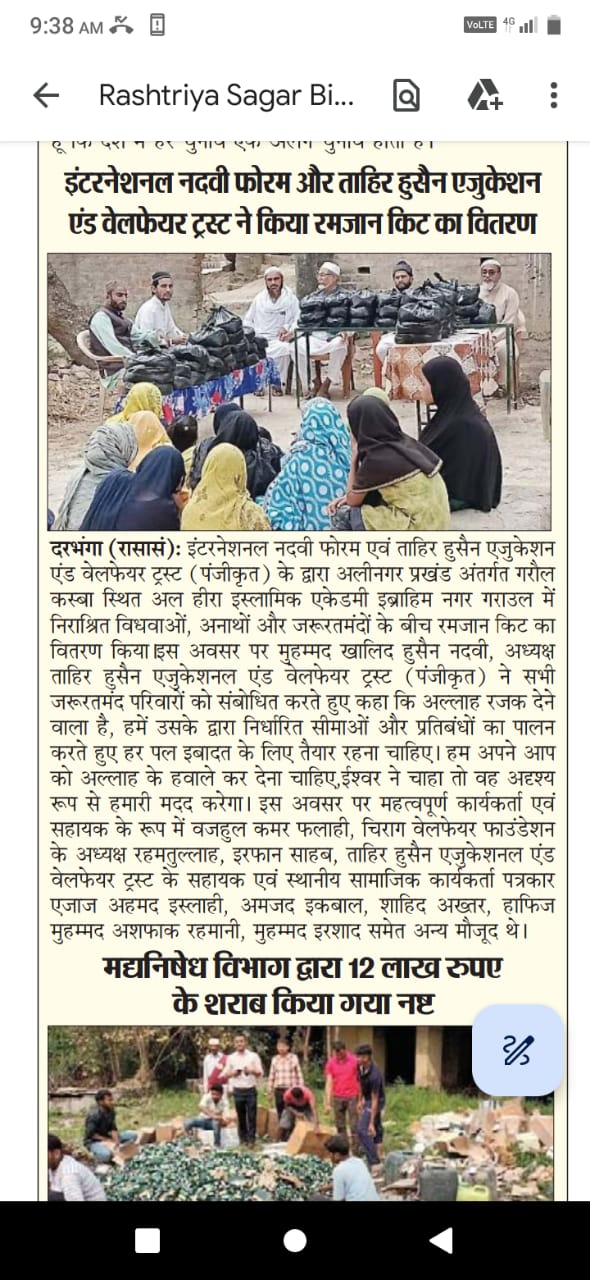 9:38 AM
VoLTE 4G
Rashtriya Sagar Bi...
हूं कि देश में हर चुनाव एक अलग चुनाव होता है।
इंटरनेशनल नदवी फोरम और ताहिर हुसैन एजुकेशन
एंड वेलफेयर ट्रस्ट ने किया रमजान किट का वितरण
दरभंगा (रासासं): इंटरनेशनल नदवी फोरम एवं ताहिर हुसैन एजुकेशन
एंड वेलफेयर ट्रस्ट (पंजीकृत) के द्वारा अलीनगर प्रखंड अंतर्गत गरौल
कस्बा स्थित अल हीरा इस्लामिक एकेडमी इब्राहिम नगर गराउल में
निराश्रित विधवाओं, अनाथों और जरूरतमंदों के बीच रमजान किट का
वितरण किया।इस अवसर पर मुहम्मद खालिद हुसैन नदवी, अध्यक्ष
ताहिर हुसैन एजुकेशनल एंड वेलफेयर ट्रस्ट (पंजीकृत) ने सभी
जरूरतमंद परिवारों को संबोधित करते हुए कहा कि अल्लाह रजक देने
वाला है, हमें उसके द्वारा निर्धारित सीमाओं और प्रतिबंधों का पालन
करते हुए हर पल इबादत के लिए तैयार रहना चाहिए। हम अपने आप
को अल्लाह के हवाले कर देना चाहिए,ईश्वर ने चाहा तो वह अदृश्य
रूप से हमारी मदद करेगा। इस अवसर पर महत्वपूर्ण कार्यकर्ता एवं
सहायक के रूप में वजहुल कमर फलाही, चिराग वेलफेयर फाउंडेशन
के अध्यक्ष रहमतुल्लाह, इरफान साहब, ताहिर हुसैन एजुकेशनल एंड
वेलफेयर ट्रस्ट के सहायक एवं स्थानीय सामाजिक कार्यकर्ता पत्रकार
एजाज अहमद इस्लाही, अमजद इकबाल, शाहिद अख्तर, हाफिज
मुहम्मद अशफाक रहमानी, मुहम्मद इरशाद समेत अन्य मौजूद थे।
मद्यनिषेध विभाग द्वारा 12 लाख रुपए
के शराब किया गया नष्ट